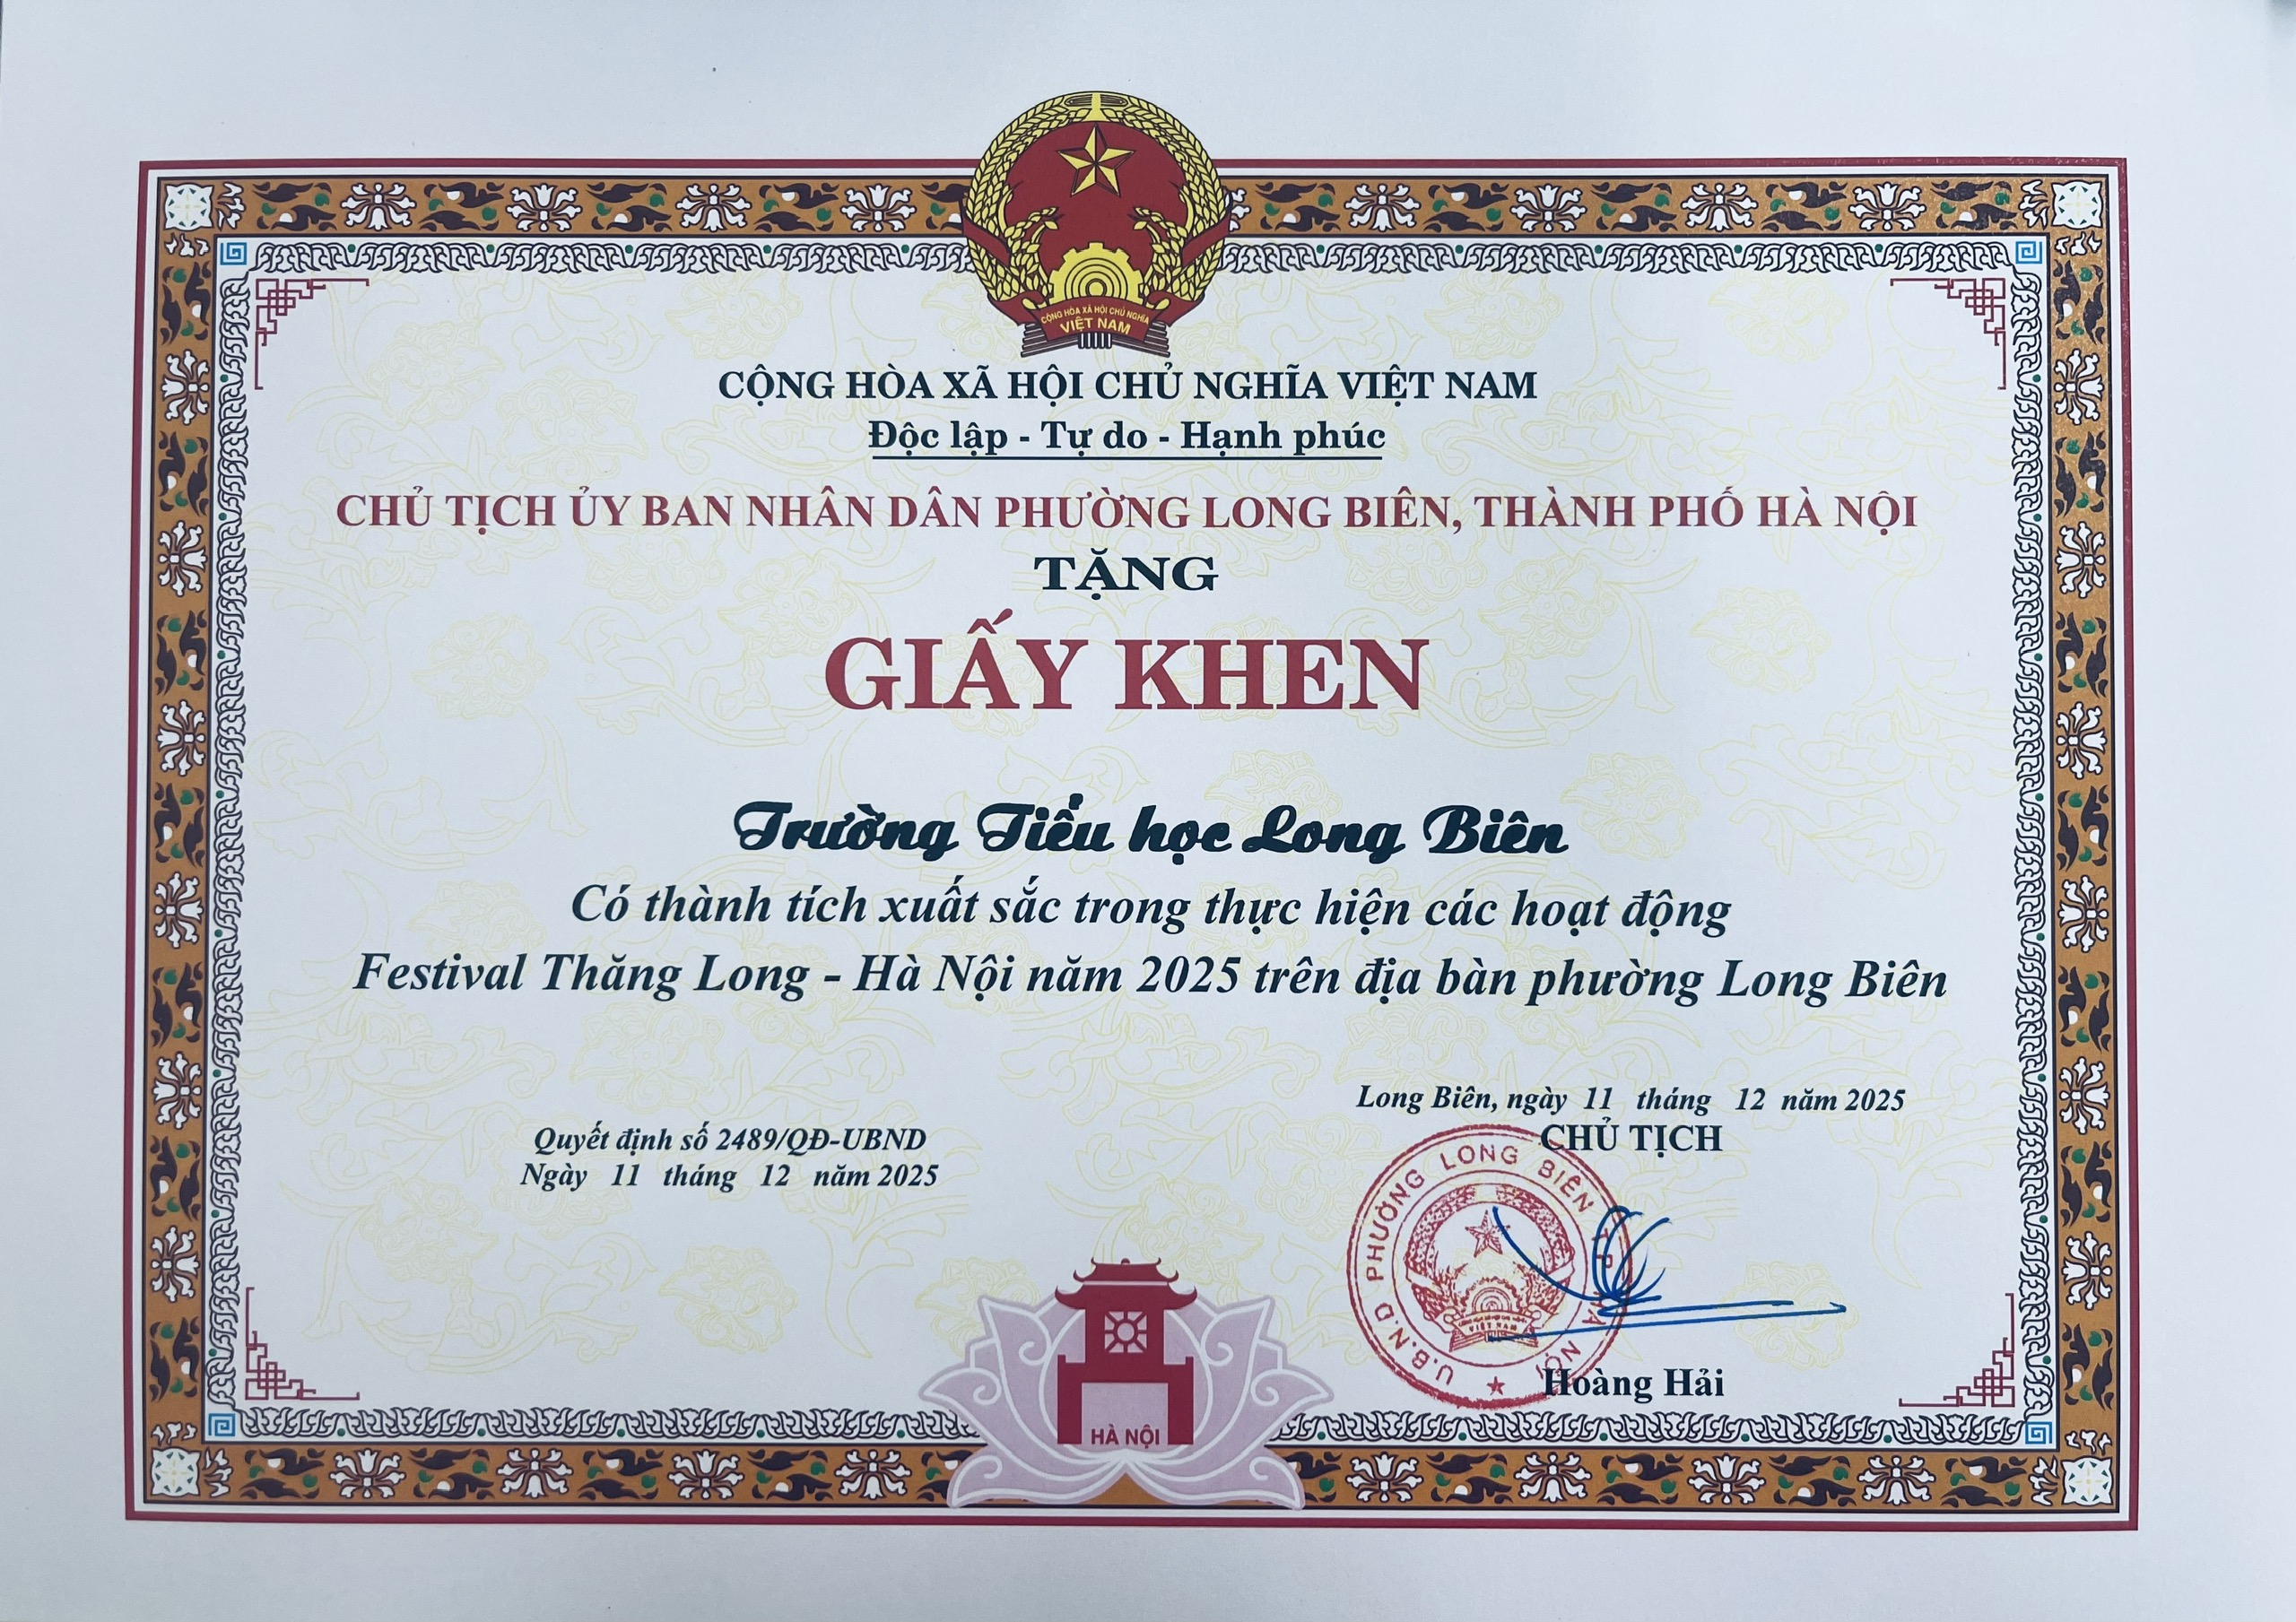 CỘNG HÒA XÃ HỘI CHỦ NGHĨA
VIỆT NAM
CỘNG HÒA XÃ HỘI CHỦ NGHĨA VIỆT NAM
Độc lập - Tự do - Hạnh phúc
CHỦ TỊCH ỦY BAN NHÂN DÂN PHƯỜNG LONG BIÊN, THÀNH PHỐ HÀ NỘI
TẶNG
GIẤY KHEN
Trường Tiểu học Long Biên
Có thành tích xuất sắc trong thực hiện các hoạt động
Festival Thăng Long - Hà Nội năm 2025 trên địa bàn phường Long Biên
Quyết định số 2489/QĐ-UBND
Ngày 11 tháng 12 năm 2025
Long Biên, ngày 11 tháng 12 năm 2025
CHỦ TỊCH
U.B.N.D PHƯỜNG LONG BIÊN T.P HÀ NỘI
VIỆT NAM
Hoàng Hải
HÀ NỘI